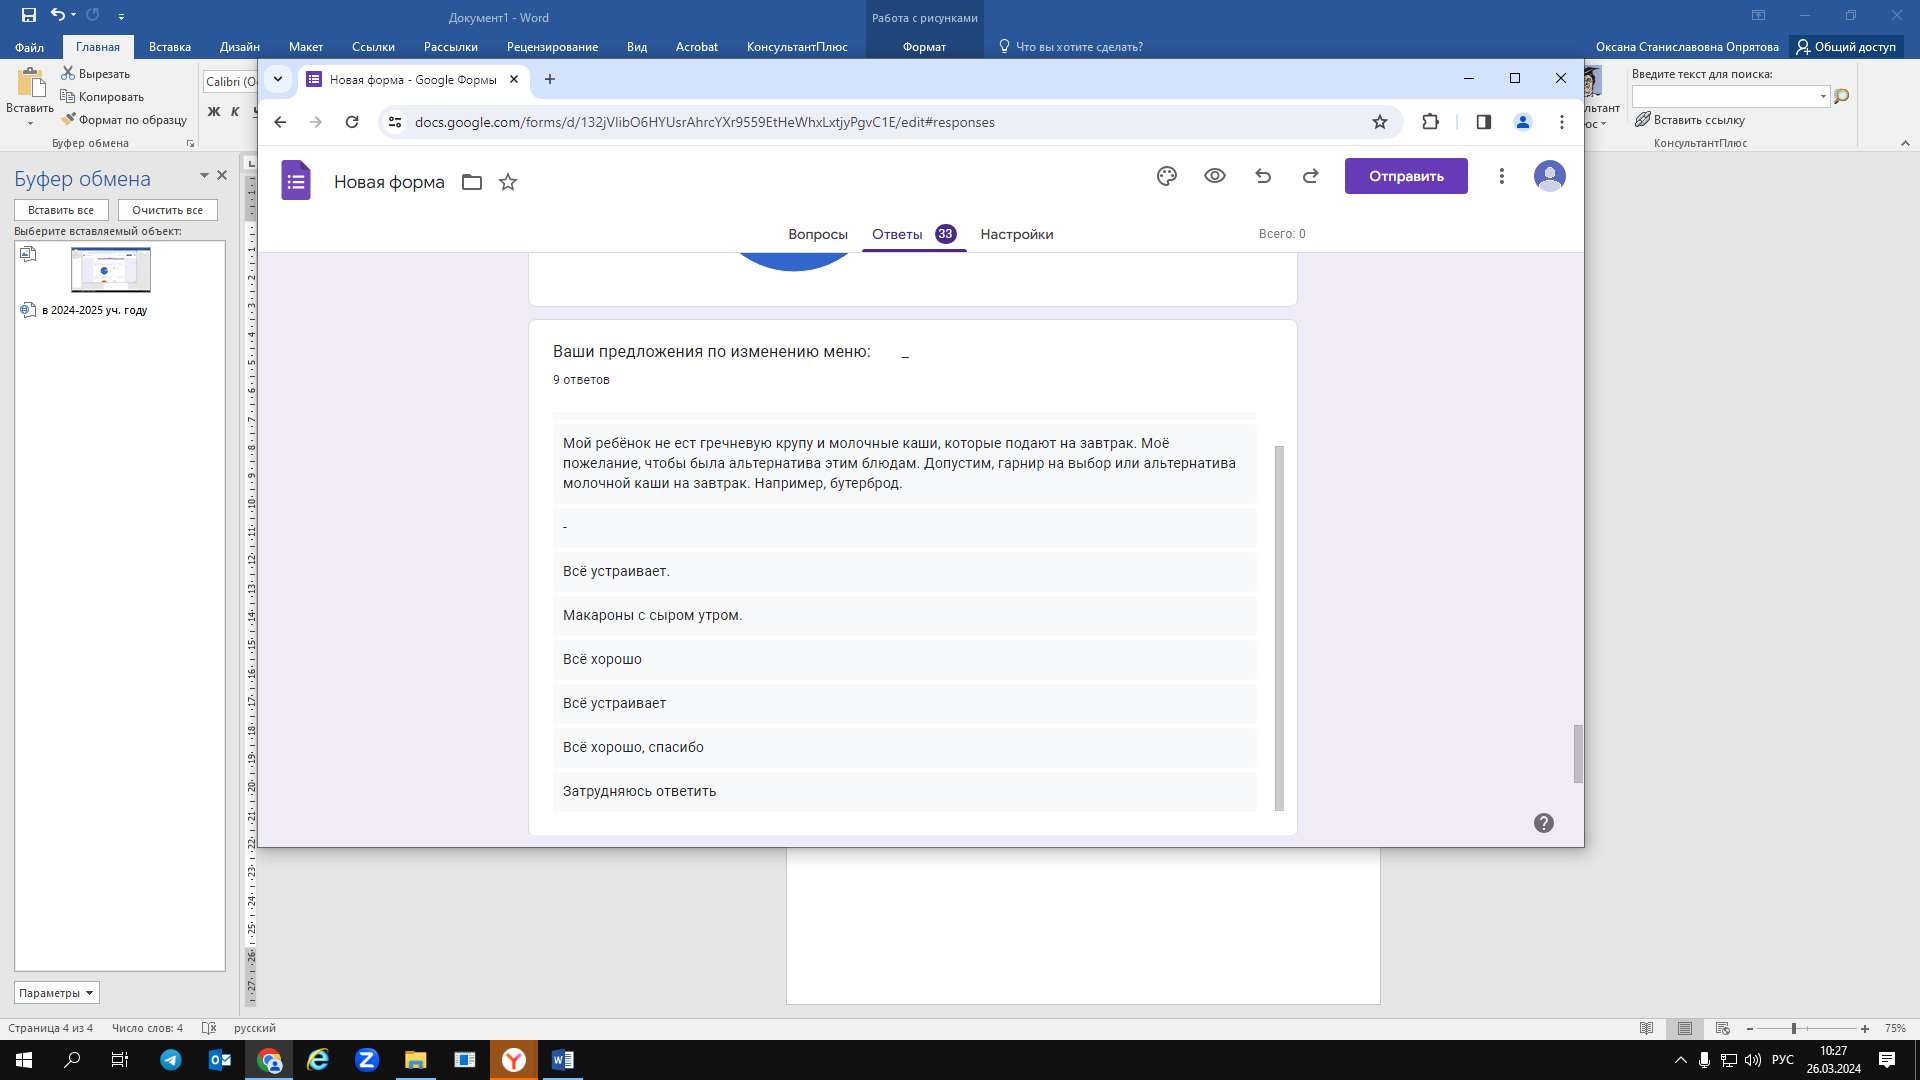 Документ1 - Word
Работа с рисунками
Файл
Главная
Вставка
Дизайн
Макет
Ссылки
Рассылки
Рецензирование
Вид
Acrobat
КонсультантПлюс
Формат
Что вы хотите сделать?
Оксана Станиславовна Опрятова
Общий доступ
Вставить
Вырезать
Копировать
Формат по образцу
Буфер обмена
Calibri (О
Ж К
Введите текст для поиска:
Вставить ссылку
КонсультантПлюс
Буфер обмена
Вставить все
Очистить все
Выберите вставляемый объект:
в 2024-2025 уч. году
Параметры
Новая форма - Google Формы
docs.google.com/forms/d/132jVlibO6HYUsrAhrcYXr9559EtHeWhxLxtjyPgvC1E/edit#responses
Новая форма
Отправить
Вопросы
Ответы 33
Настройки
Всего: 0
Ваши предложения по изменению меню: _
9 ответов
Мой ребёнок не ест гречневую крупу и молочные каши, которые подают на завтрак. Моё
пожелание, чтобы была альтернатива этим блюдам. Допустим, гарнир на выбор или альтернатива
молочной каши на завтрак. Например, бутерброд.
-
Всё устраивает.
Макароны с сыром утром.
Всё хорошо
Всё устраивает
Всё хорошо, спасибо
Затрудняюсь ответить
Страница 4 из 4
Число слов: 4
русский
75%
РУС
10:27
26.03.2024